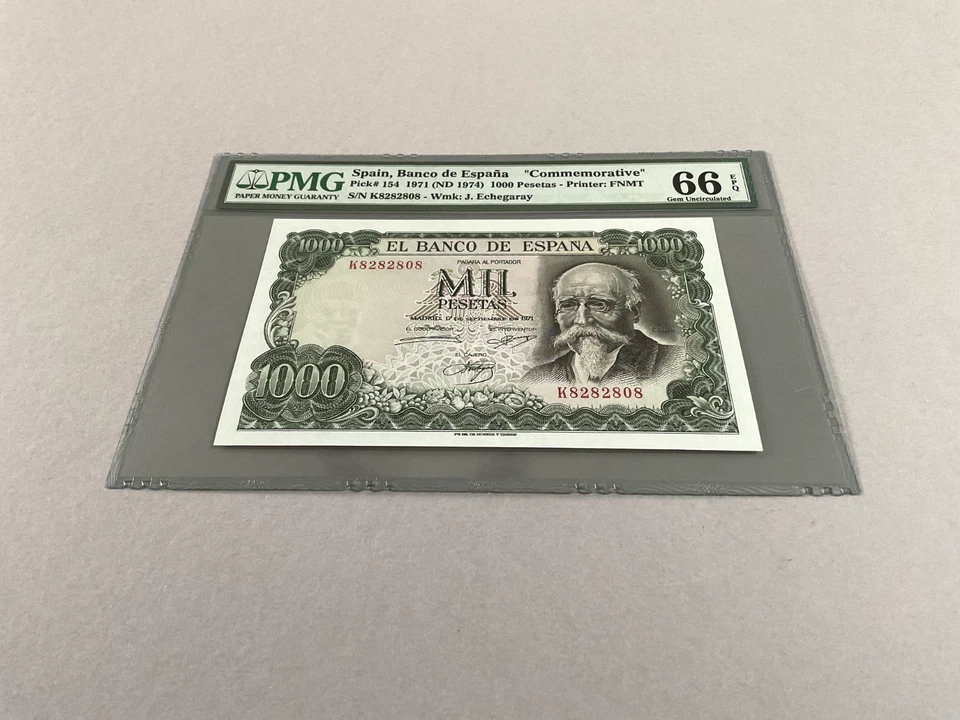 PMG
PAPER MONEY GUARANTY
Spain, Banco de España "Commemorative"
Pick# 154 1971 (ND 1974) 1000 Pesetas - Printer: FNMT
S/N K8282808 - Wmk: J. Echegaray
66 EPQ
Gem Uncirculated
1000 EL BANCO DE ESPAÑA 1000
K8282808
PAGARA AL PORTADOR
MIL
PESETAS
MADRID, 17 DE SEPTIEMBRE DE 1971
EL GOBERNADOR EL INTERVENTOR
EL CAJERO
1000
K8282808